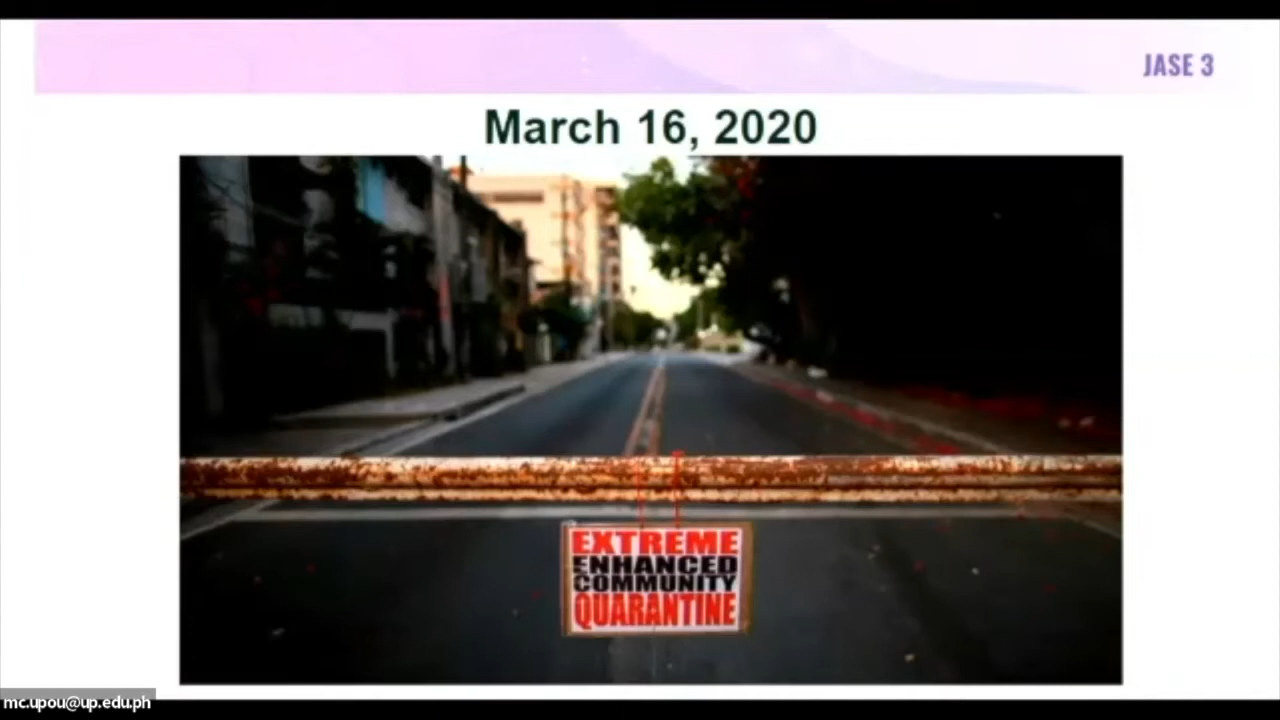 JASE 3
March 16, 2020
EXTREME
ENHANCED
COMMUNITY
QUARANTINE
mc.upou@up.edu.ph